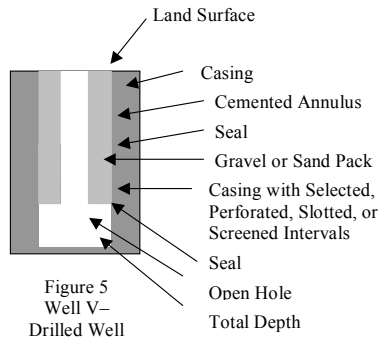 Land Surface
Casing
Cemented Annulus
Seal
Gravel or Sand Pack
Casing with Selected,
Perforated, Slotted, or
Screened Intervals
Seal
Open Hole
Total Depth
Figure 5
Well V–
Drilled Well